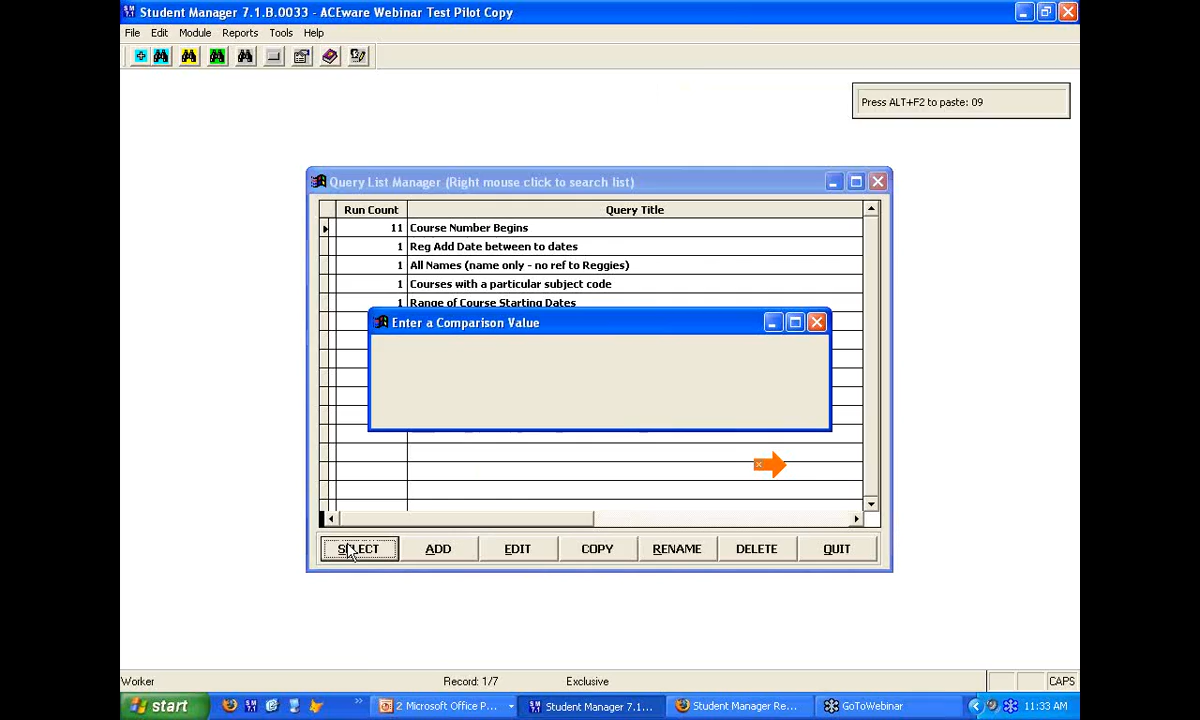 Student Manager 7.1.B.0033 - ACEware Webinar Test Pilot Copy
File Edit Module Reports Tools Help
Press ALT+F2 to paste: 09
Query List Manager (Right mouse click to search list)
Run Count Query Title
11 Course Number Begins
1 Reg Add Date between to dates
1 All Names (name only - no ref to Reggies)
1 Courses with a particular subject code
1 Range of Course Starting Dates
Enter a Comparison Value
SELECT ADD EDIT COPY RENAME DELETE QUIT
Worker Record: 1/7 Exclusive CAPS
start 2 Microsoft Office P... Student Manager 7.1... Student Manager Re... GoToWebinar 11:33 AM